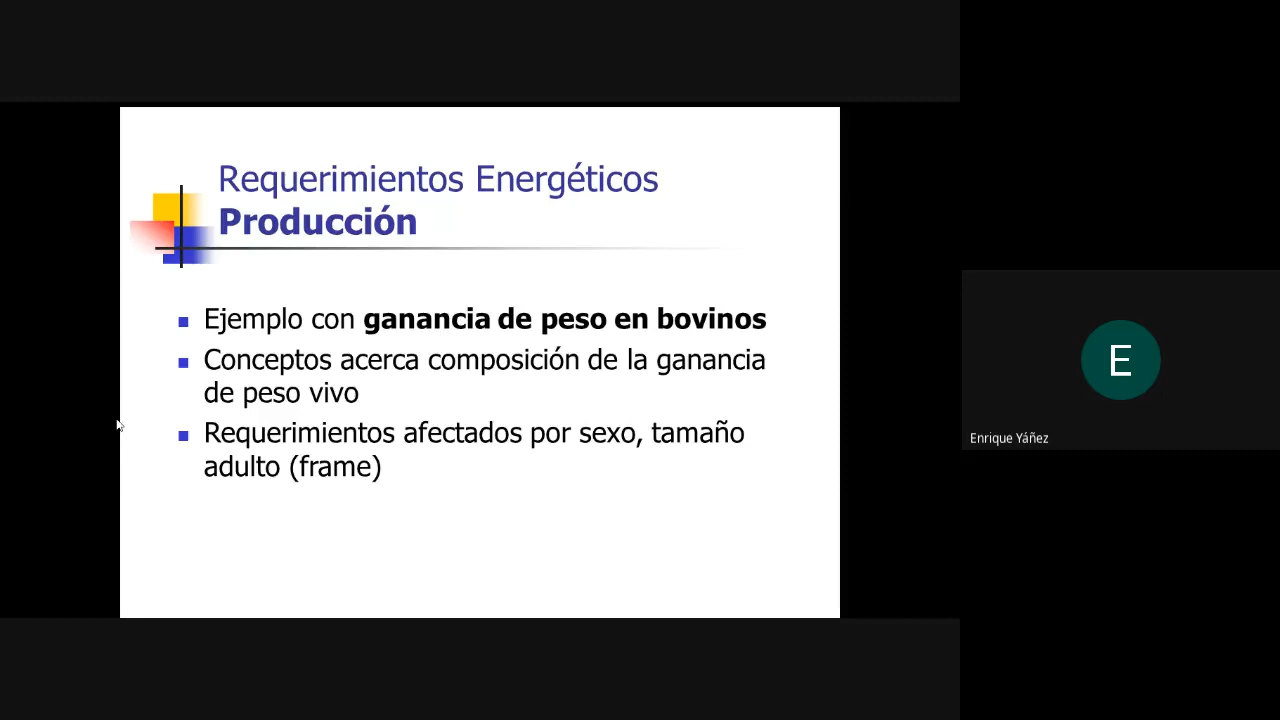 Requerimientos Energéticos
Producción
Ejemplo con ganancia de peso en bovinos
Conceptos acerca composición de la ganancia
de peso vivo
Requerimientos afectados por sexo, tamaño
adulto (frame)
E
Enrique Yáñez